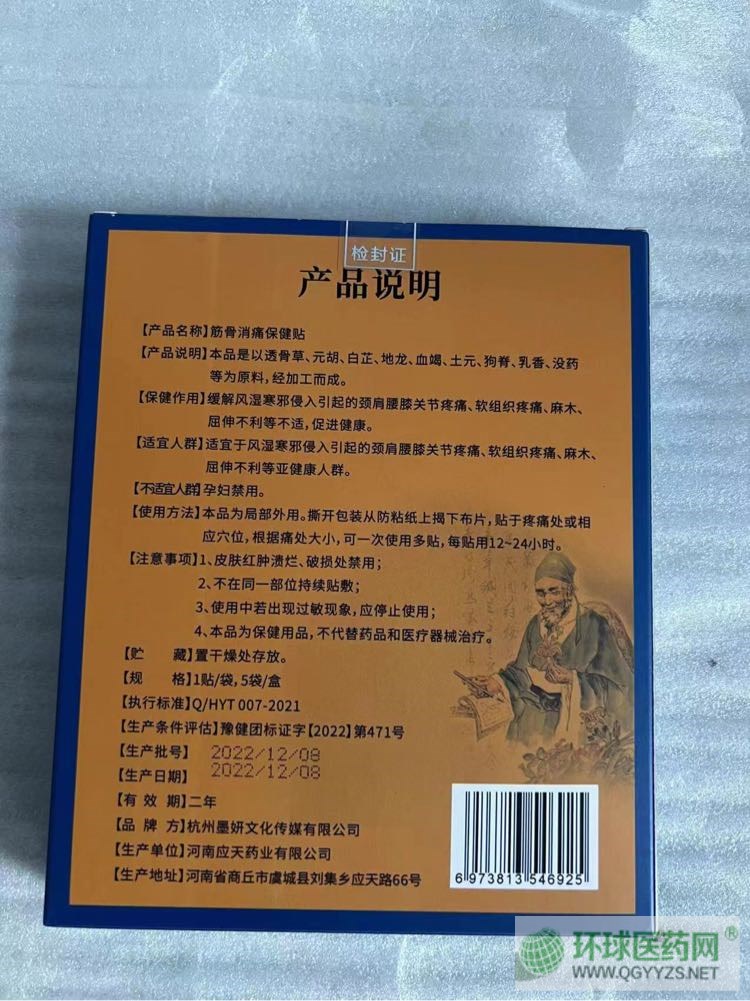 检封证
产品说明
【产品名称】筋骨消痛保健贴
【产品说明】本品是以透骨草、元胡、白芷、地龙、血竭、土元、狗脊、乳香、没药
等为原料，经加工而成。
【保健作用】缓解风湿寒邪侵入引起的颈肩腰膝关节疼痛、软组织疼痛、麻木、
屈伸不利等不适，促进健康。
【适宜人群】适宜于风湿寒邪侵入引起的颈肩腰膝关节疼痛、软组织疼痛、麻木、
屈伸不利等亚健康人群。
【不适宜人群】孕妇禁用。
【使用方法】本品为局部外用。撕开包装从防粘纸上揭下布片，贴于疼痛处或相
应穴位，根据痛处大小，可一次使用多贴，每贴用12~24小时。
【注意事项】1、皮肤红肿溃烂、破损处禁用；
2、不在同一部位持续贴敷；
3、使用中若出现过敏现象，应停止使用；
4、本品为保健用品，不代替药品和医疗器械治疗。
【贮 藏】置干燥处存放。
【规 格】1贴/袋，5袋/盒
【执行标准】Q/HYT 007-2021
【生产条件评估】豫健团标证字【2022】第471号
【生产批号】 2022/12/08
【生产日期】 2022/12/08
【有 效 期】二年
【品 牌 方】杭州墨妍文化传媒有限公司
【生产单位】河南应天药业有限公司
【生产地址】河南省商丘市虞城县刘集乡应天路66号
6 973813 546925
环球医药网®
WWW.QGYYZS.NET